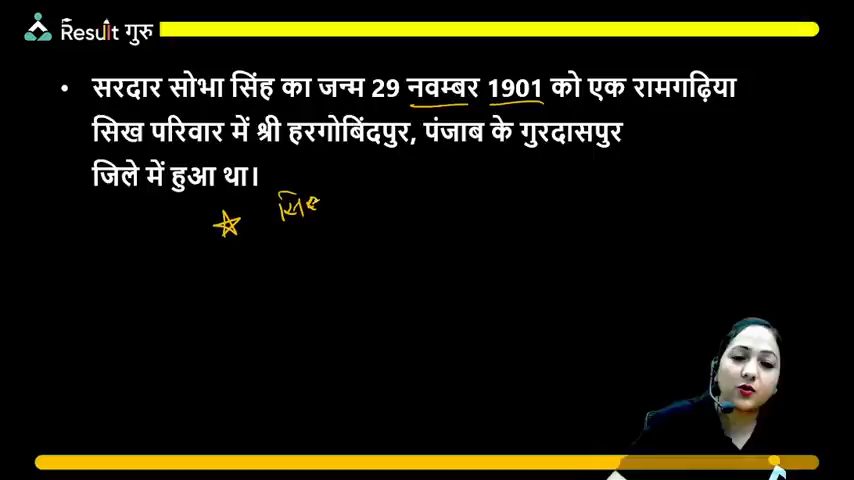 Result गुरु
• सरदार सोभा सिंह का जन्म 29 नवम्बर 1901 को एक रामगढ़िया
सिख परिवार में श्री हरगोबिंदपुर, पंजाब के गुरदासपुर
जिले में हुआ था।